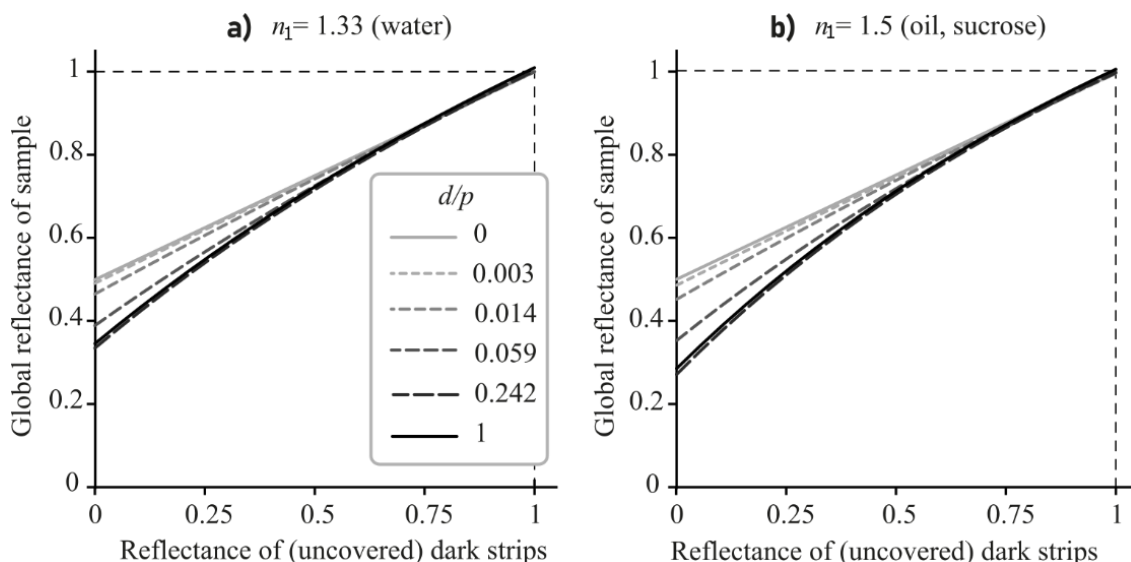 a) n₁= 1.33 (water)
Global reflectance of sample
1
0.8
0.6
0.4
0.2
0
d/p
0
0.003
0.014
0.059
0.242
1
0 0.25 0.5 0.75 1
Reflectance of (uncovered) dark strips
b) n₁= 1.5 (oil, sucrose)
Global reflectance of sample
1
0.8
0.6
0.4
0.2
0
0 0.25 0.5 0.75 1
Reflectance of (uncovered) dark strips